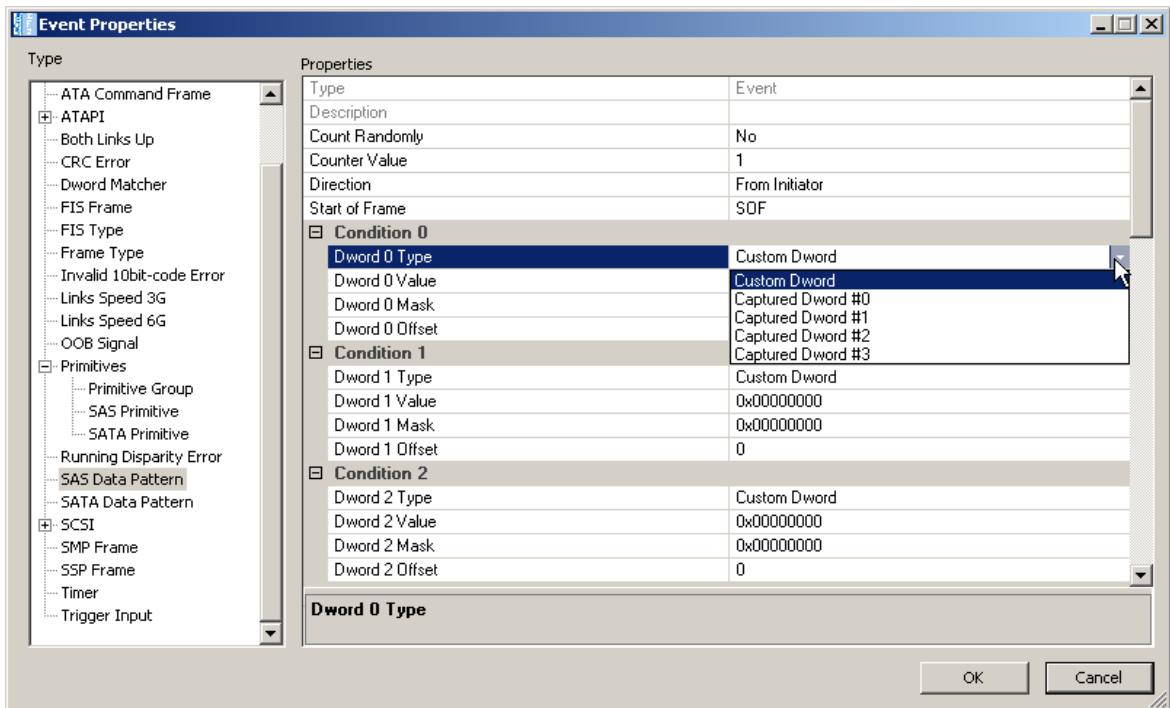 Event Properties
Type
ATA Command Frame
ATAPI
Both Links Up
CRC Error
Dword Matcher
FIS Frame
FIS Type
Frame Type
Invalid 10bit-code Error
Links Speed 3G
Links Speed 6G
OOB Signal
Primitives
Primitive Group
SAS Primitive
SATA Primitive
Running Disparity Error
SAS Data Pattern
SATA Data Pattern
SCSI
SMP Frame
SSP Frame
Timer
Trigger Input
Properties
Type Event
Description
Count Randomly No
Counter Value 1
Direction From Initiator
Start of Frame SOF
Condition 0
Dword 0 Type Custom Dword
Dword 0 Value
Dword 0 Mask
Dword 0 Offset
Custom Dword
Captured Dword #0
Captured Dword #1
Captured Dword #2
Captured Dword #3
Condition 1
Dword 1 Type Custom Dword
Dword 1 Value 0x00000000
Dword 1 Mask 0x00000000
Dword 1 Offset 0
Condition 2
Dword 2 Type Custom Dword
Dword 2 Value 0x00000000
Dword 2 Mask 0x00000000
Dword 2 Offset 0
Dword 0 Type
OK Cancel